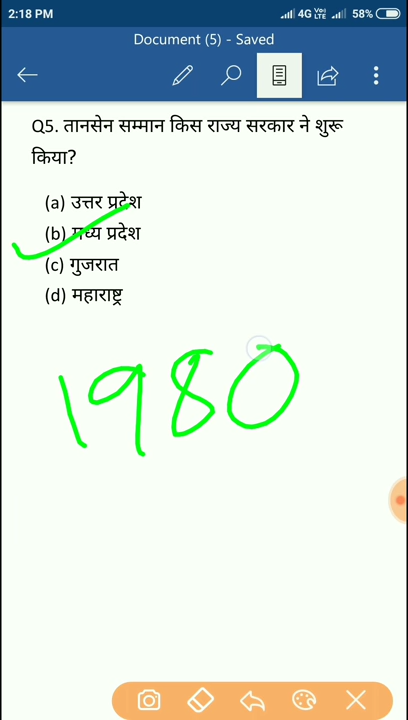 2:18 PM 4G VoLTE 58%
Document (5) - Saved
Q5. तानसेन सम्मान किस राज्य सरकार ने शुरू
किया?
(a) उत्तर प्रदेश
(b) मध्य प्रदेश
(c) गुजरात
(d) महाराष्ट्र
1980